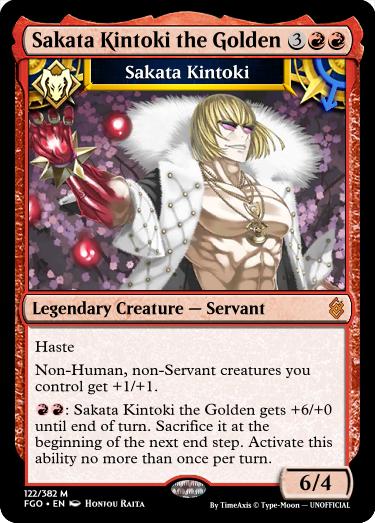 Sakata Kintoki the Golden 3
Sakata Kintoki
Legendary Creature — Servant
Haste
Non-Human, non-Servant creatures you
control get +1/+1.
: Sakata Kintoki the Golden gets +6/+0
until end of turn. Sacrifice it at the
beginning of the next end step. Activate this
ability no more than once per turn.
6/4
122/382 M
FGO • EN Honjou Raita
By TimeAxis © Type-Moon — UNOFFICIAL